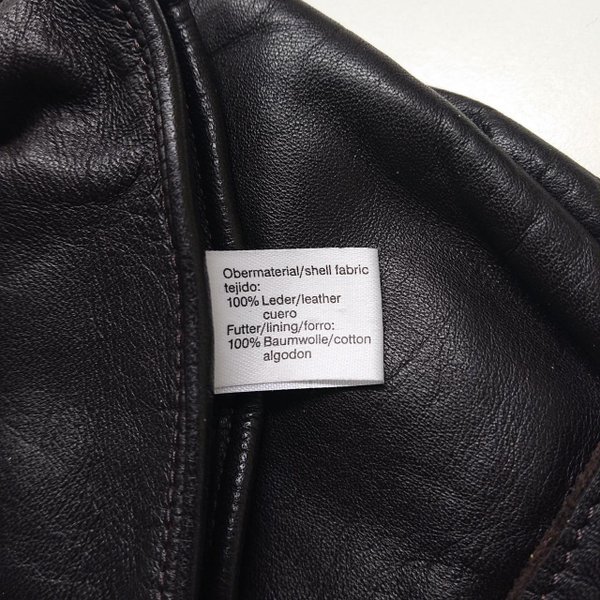 Obermaterial/shell fabric
tejido:
100% Leder/leather
cuero
Futter/lining/forro:
100% Baumwolle/cotton
algodon